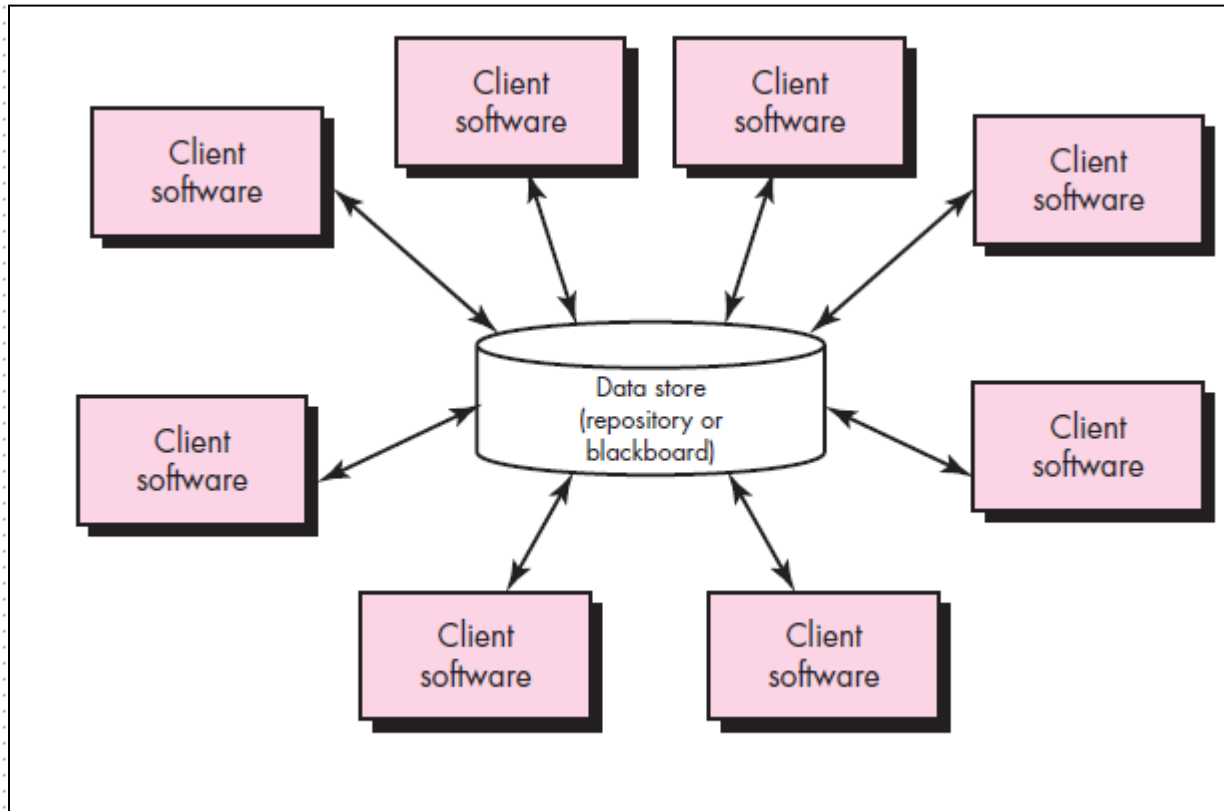 Client
software
Client
software
Client
software
Client
software
Data store
(repository or
blackboard)
Client
software
Client
software
Client
software
Client
software